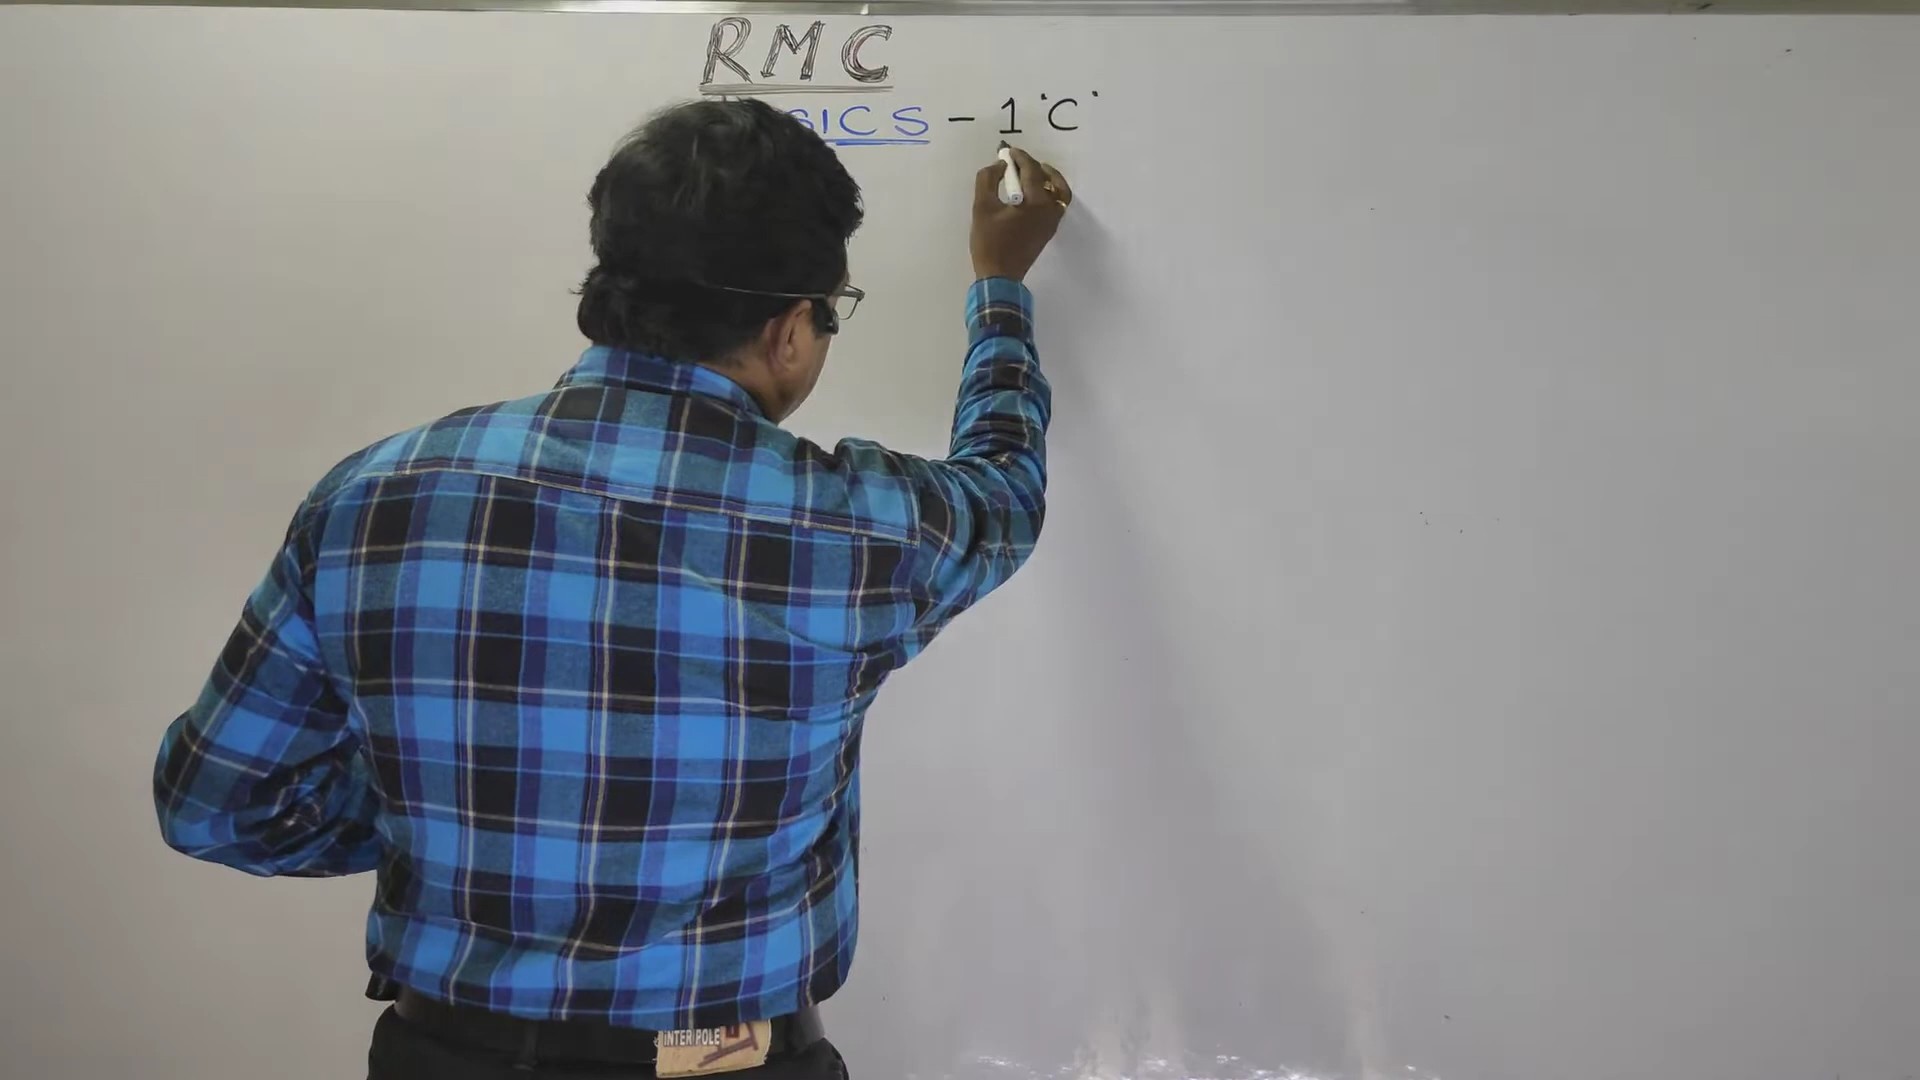 RMC
SICS - 1 'C'
INTER POLE